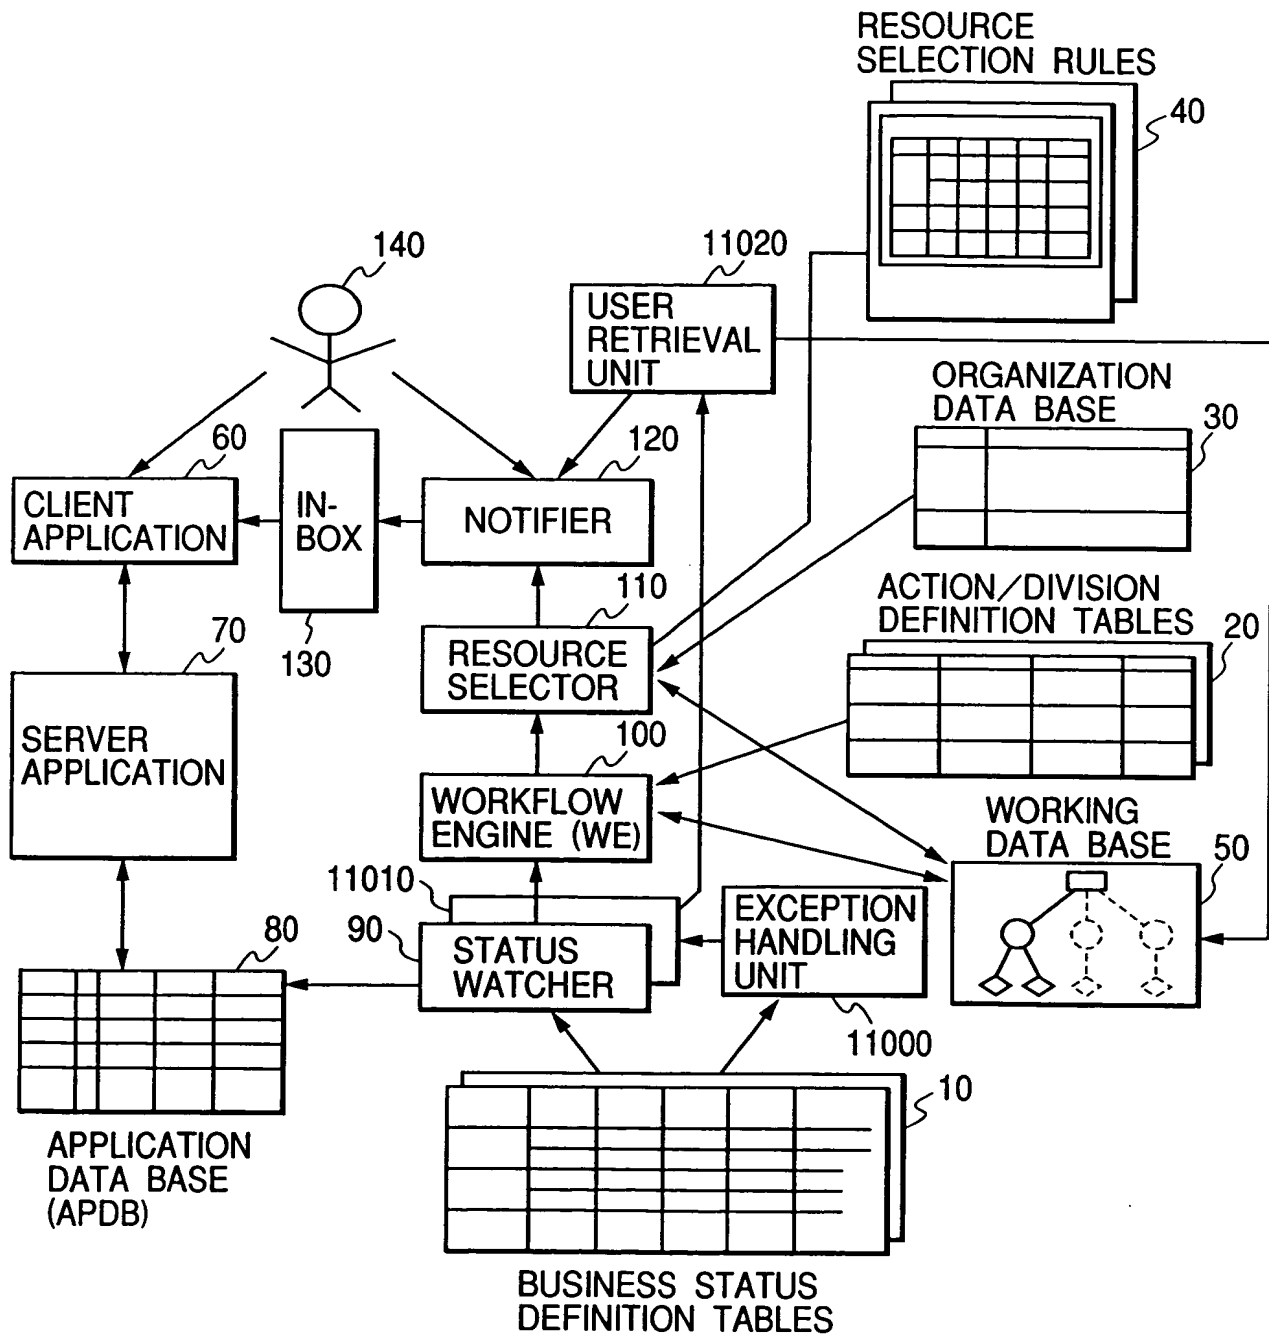 RESOURCE
SELECTION RULES
40
140
11020
USER
RETRIEVAL
UNIT
ORGANIZATION
DATA BASE
30
60
120
CLIENT
APPLICATION
IN-
BOX
NOTIFIER
130
110
ACTION/DIVISION
DEFINITION TABLES
20
70
RESOURCE
SELECTOR
SERVER
APPLICATION
100
WORKFLOW
ENGINE (WE)
WORKING
DATA BASE
50
11010
90
STATUS
WATCHER
EXCEPTION
HANDLING
UNIT
11000
80
10
APPLICATION
DATA BASE
(APDB)
BUSINESS STATUS
DEFINITION TABLES